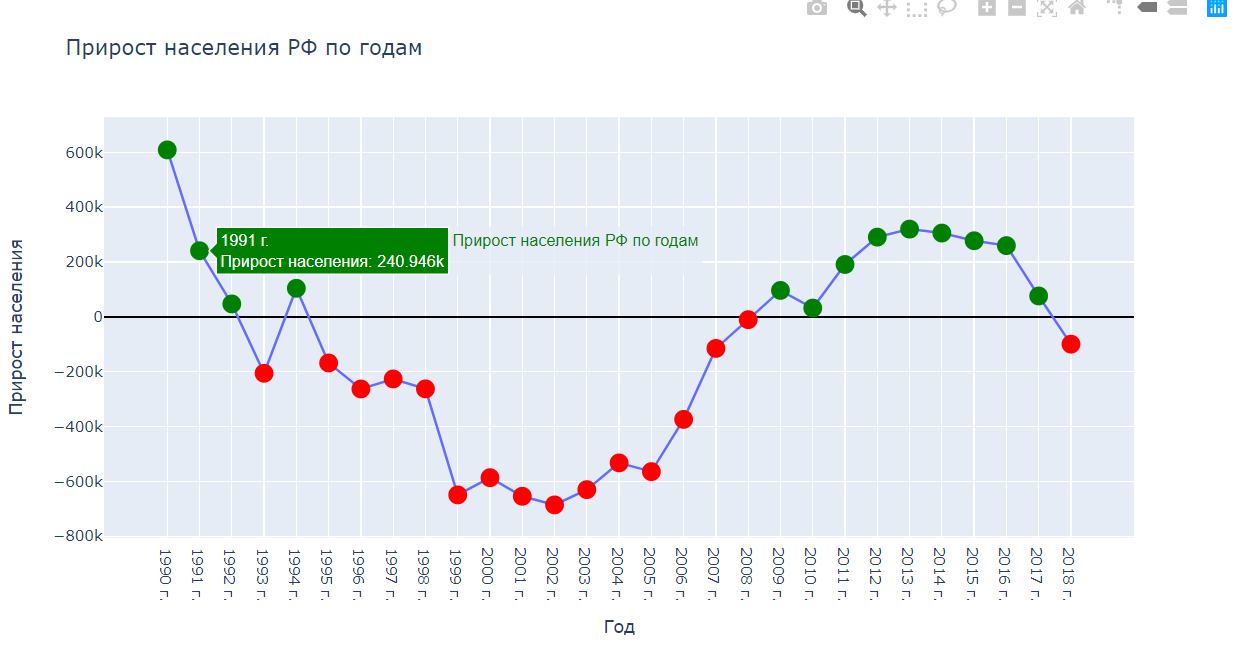 Прирост населения РФ по годам
Прирост населения
600k
400k
200k
0
−200k
−400k
−600k
−800k
1991 г.
Прирост населения: 240.946k
Прирост населения РФ по годам
1990 г.
1991 г.
1992 г.
1993 г.
1994 г.
1995 г.
1996 г.
1997 г.
1998 г.
1999 г.
2000 г.
2001 г.
2002 г.
2003 г.
2004 г.
2005 г.
2006 г.
2007 г.
2008 г.
2009 г.
2010 г.
2011 г.
2012 г.
2013 г.
2014 г.
2015 г.
2016 г.
2017 г.
2018 г.
Год